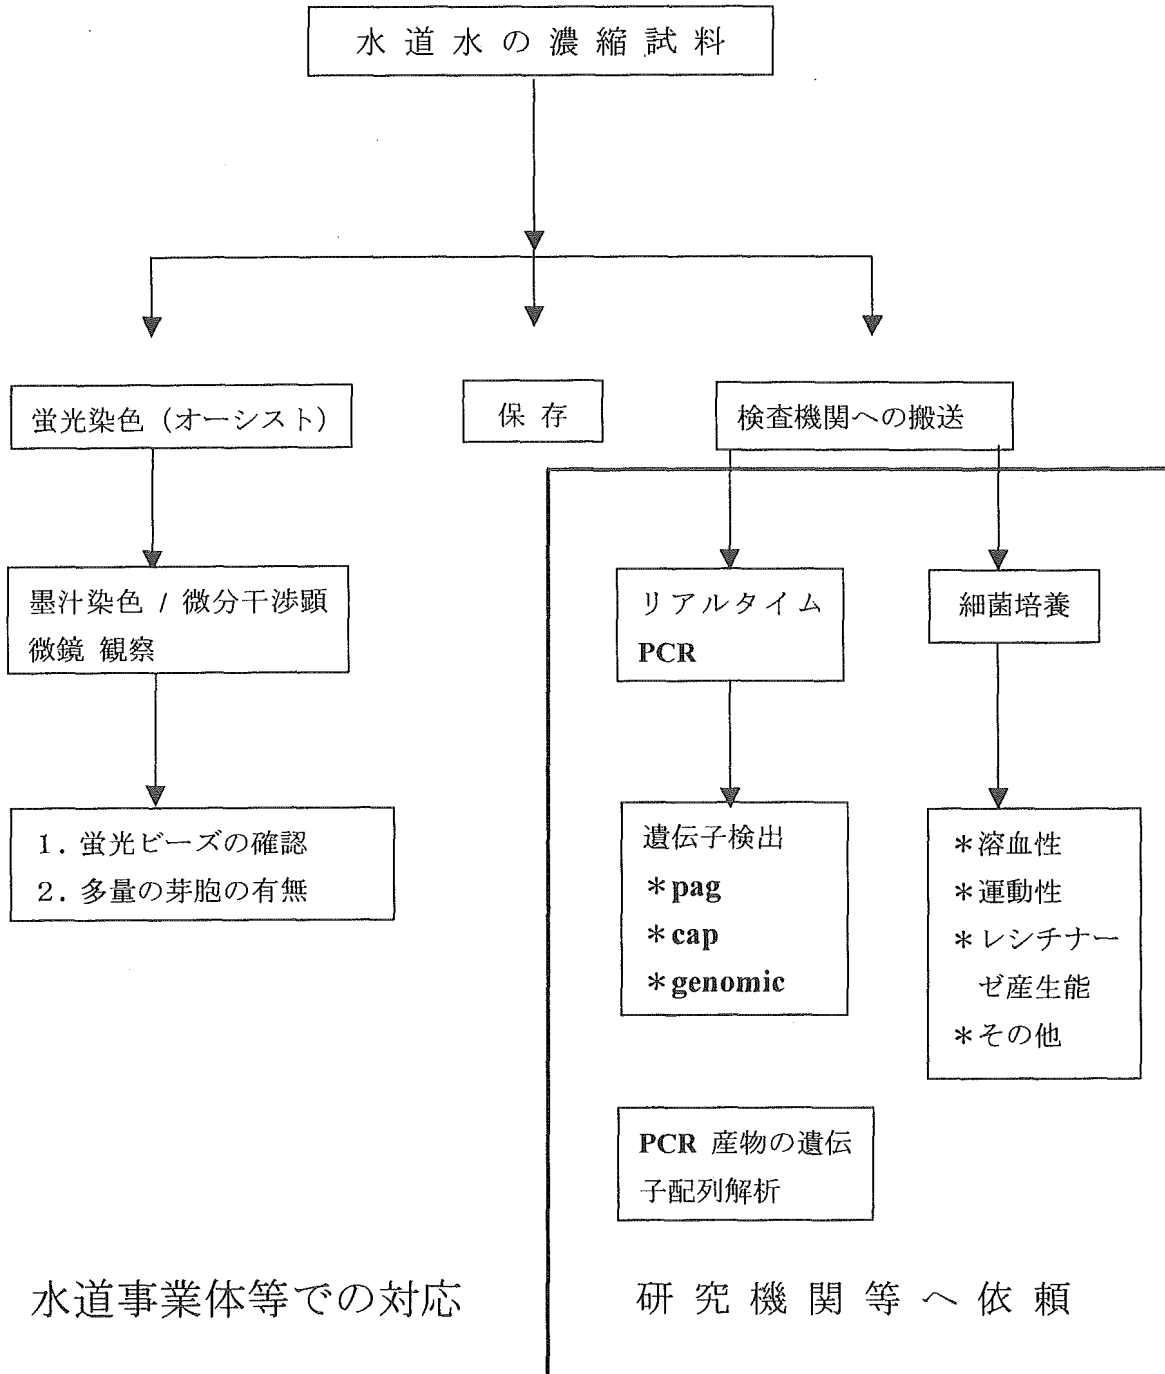 水道水の濃縮試料
蛍光染色（オーシスト）
保存
検査機関への搬送
墨汁染色 / 微分干渉顕
微鏡 観察
リアルタイム
PCR
細菌培養
1. 蛍光ビーズの確認
2. 多量の芽胞の有無
遺伝子検出
＊pag
＊cap
＊genomic
＊溶血性
＊運動性
＊レシチナー
ゼ産生能
＊その他
PCR 産物の遺伝
子配列解析
水道事業体等での対応
研究機関等へ依頼